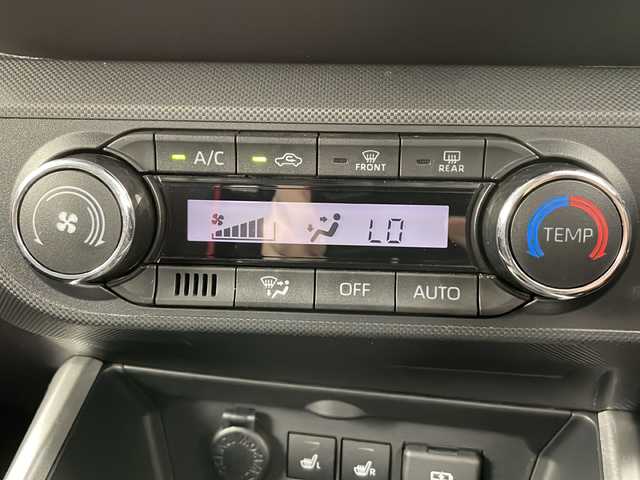 A/C
FRONT
REAR
LO
TEMP
OFF
AUTO
L
R